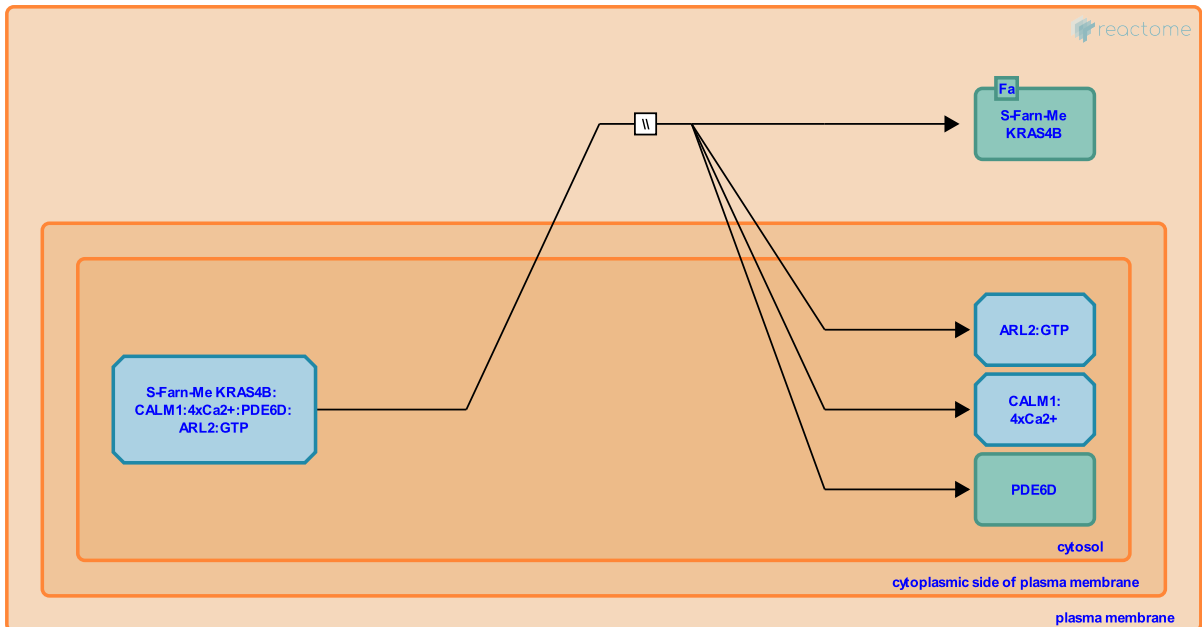 reactome
Fa
S-Farn-Me
KRAS4B
\\
S-Farn-Me KRAS4B:
CALM1:4xCa2+:PDE6D:
ARL2:GTP
ARL2:GTP
CALM1:
4xCa2+
PDE6D
cytosol
cytoplasmic side of plasma membrane
plasma membrane